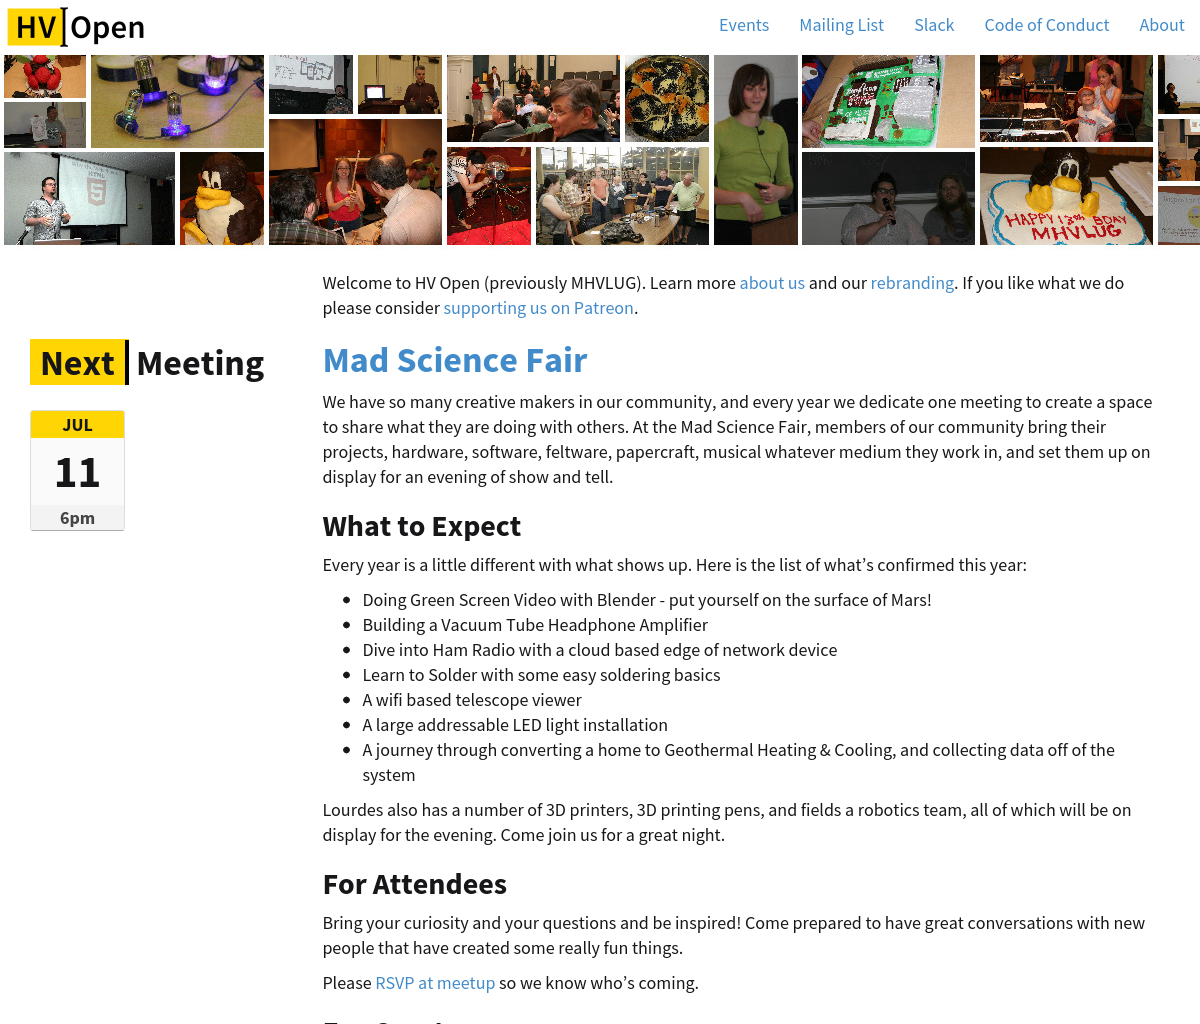 HV Open
Events Mailing List Slack Code of Conduct About
HTML
5
HAPPY 13th BDAY
MHVLUG
Welcome to HV Open (previously MHVLUG). Learn more about us and our rebranding. If you like what we do
please consider supporting us on Patreon.
Next Meeting
JUL
11
6pm
Mad Science Fair
We have so many creative makers in our community, and every year we dedicate one meeting to create a space
to share what they are doing with others. At the Mad Science Fair, members of our community bring their
projects, hardware, software, feltware, papercraft, musical whatever medium they work in, and set them up on
display for an evening of show and tell.
What to Expect
Every year is a little different with what shows up. Here is the list of what’s confirmed this year:
Doing Green Screen Video with Blender - put yourself on the surface of Mars!
Building a Vacuum Tube Headphone Amplifier
Dive into Ham Radio with a cloud based edge of network device
Learn to Solder with some easy soldering basics
A wifi based telescope viewer
A large addressable LED light installation
A journey through converting a home to Geothermal Heating & Cooling, and collecting data off of the
system
Lourdes also has a number of 3D printers, 3D printing pens, and fields a robotics team, all of which will be on
display for the evening. Come join us for a great night.
For Attendees
Bring your curiosity and your questions and be inspired! Come prepared to have great conversations with new
people that have created some really fun things.
Please RSVP at meetup so we know who’s coming.